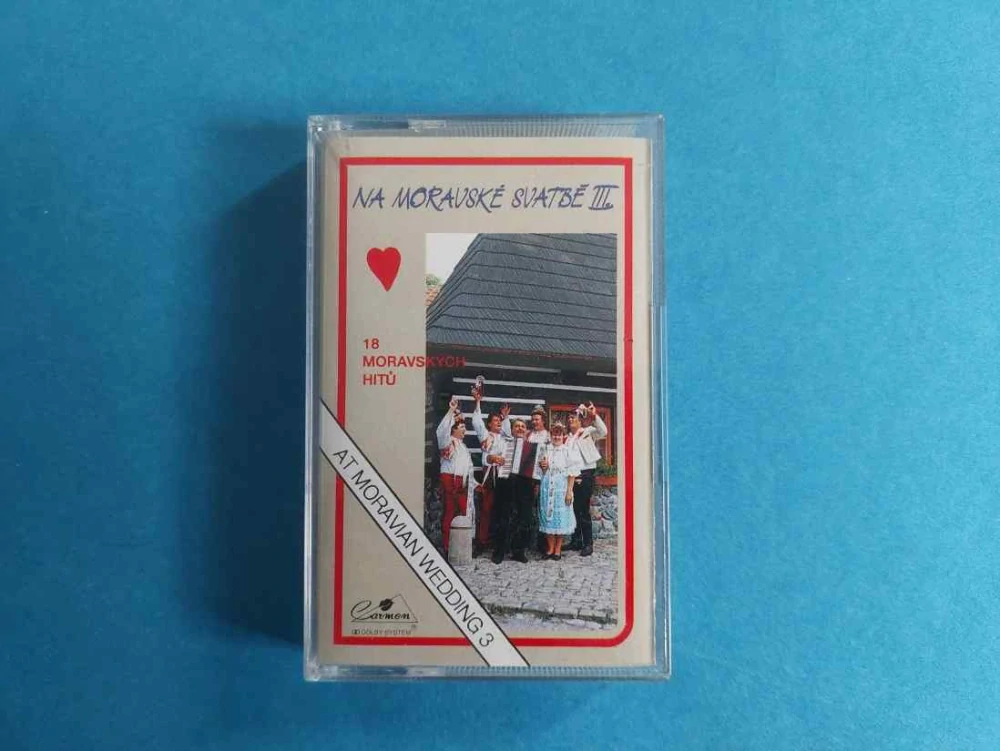 NA MORAVSKÉ SVATBĚ III.
18
MORAVSKÝCH
HITŮ
AT MORAVIAN WEDDING 3
Carmen
DOLBY SYSTEM